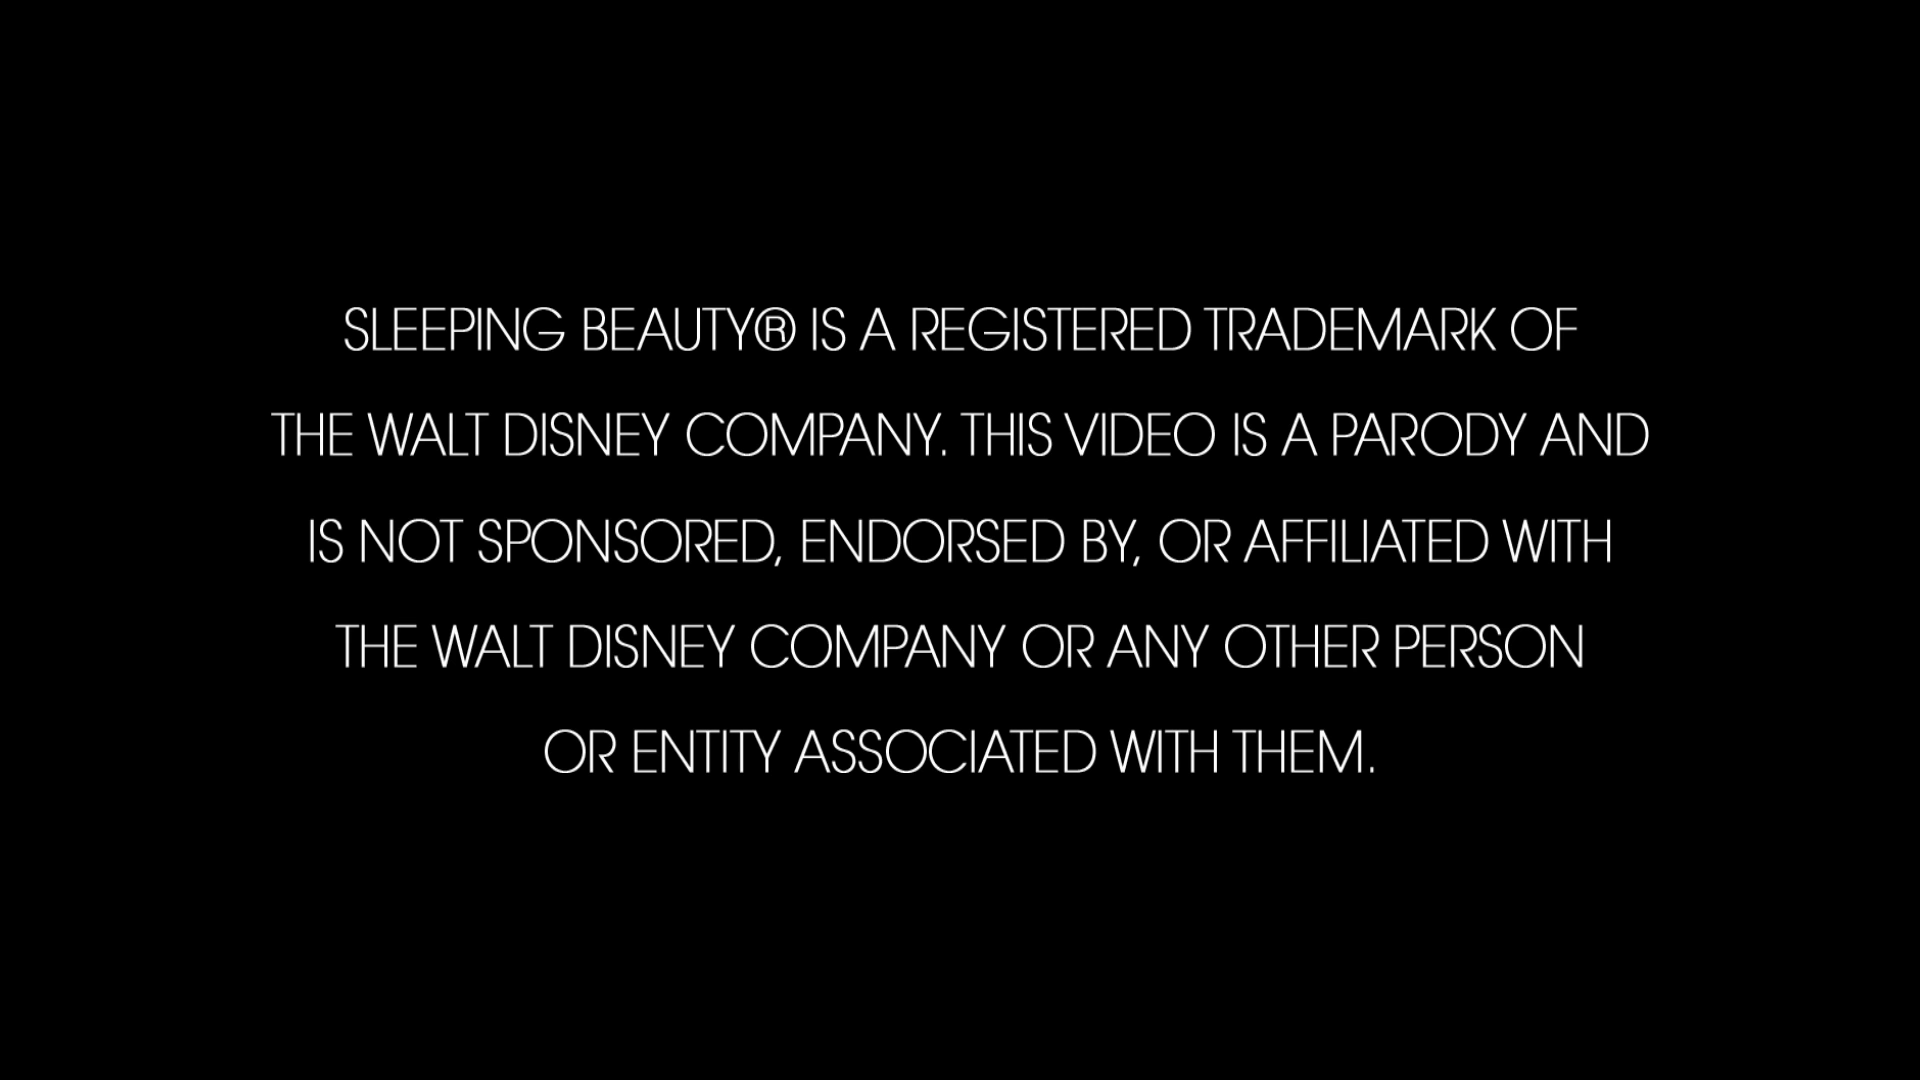 SLEEPING BEAUTY® IS A REGISTERED TRADEMARK OF
THE WALT DISNEY COMPANY. THIS VIDEO IS A PARODY AND
IS NOT SPONSORED, ENDORSED BY, OR AFFILIATED WITH
THE WALT DISNEY COMPANY OR ANY OTHER PERSON
OR ENTITY ASSOCIATED WITH THEM.